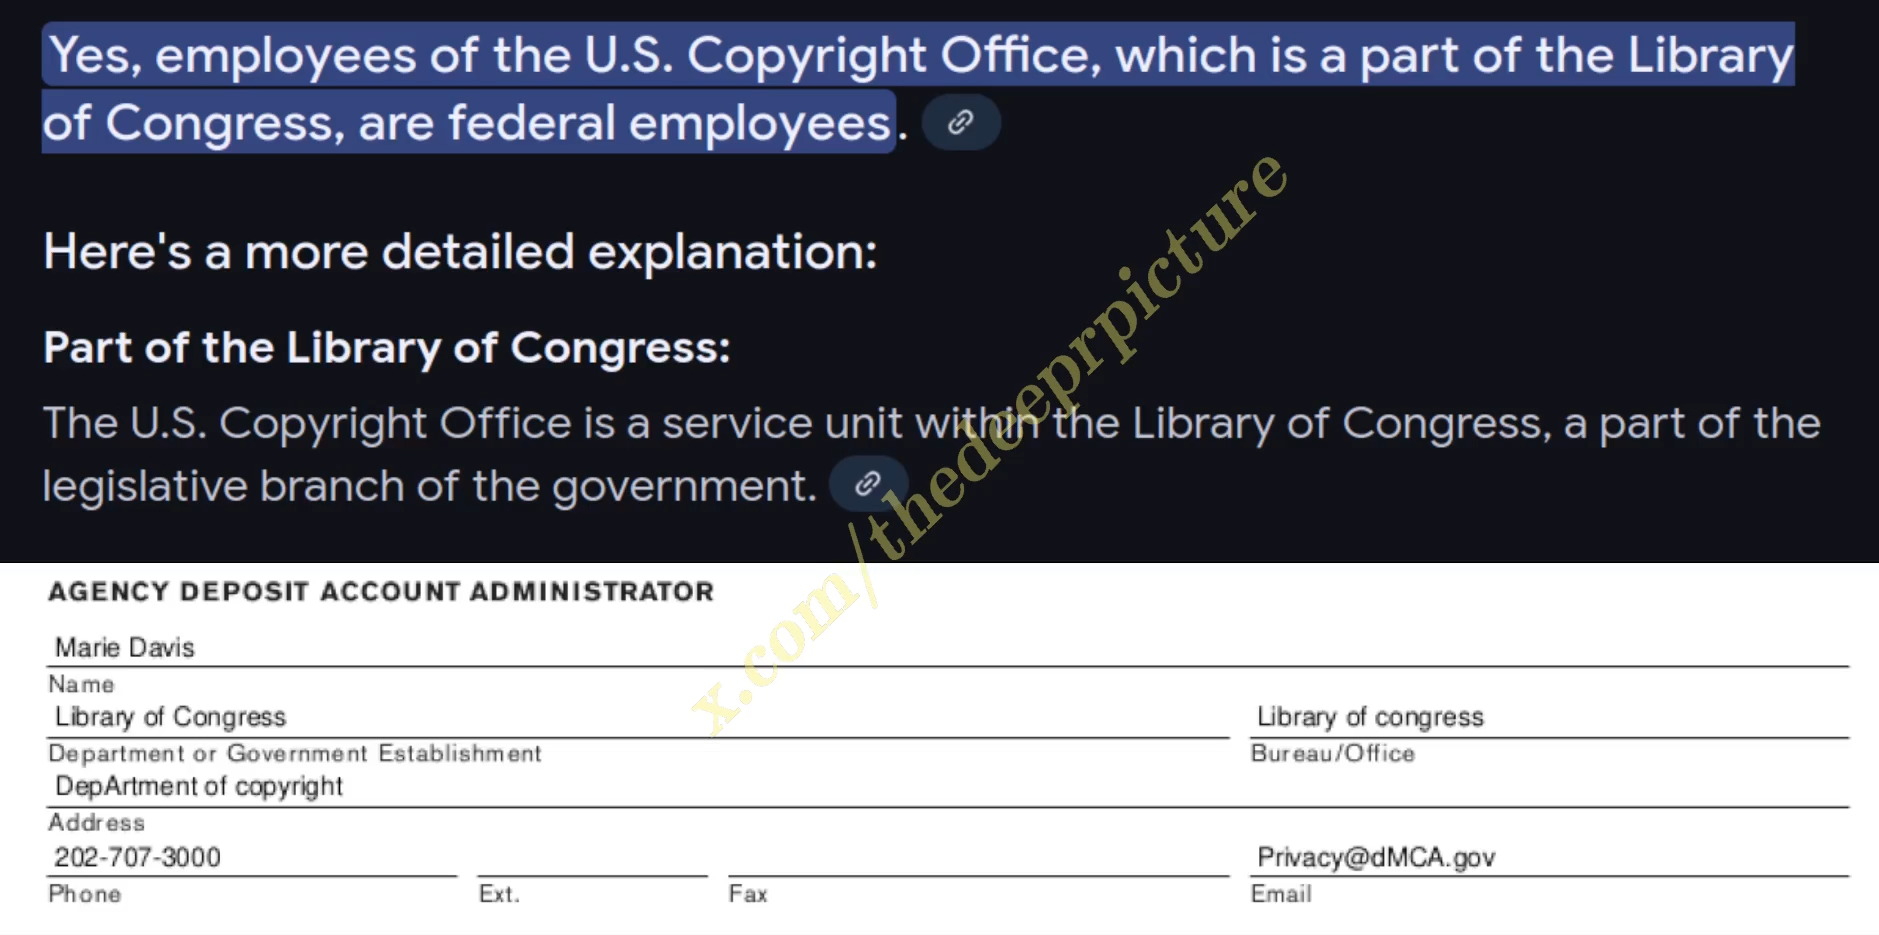 Yes, employees of the U.S. Copyright Office, which is a part of the Library
of Congress, are federal employees.
Here's a more detailed explanation:
Part of the Library of Congress:
The U.S. Copyright Office is a service unit within the Library of Congress, a part of the
legislative branch of the government.
x.com/thedeeprpicture
AGENCY DEPOSIT ACCOUNT ADMINISTRATOR
Marie Davis
Name
Library of Congress Library of congress
Department or Government Establishment Bureau/Office
DepArtment of copyright
Address
202-707-3000 Privacy@dMCA.gov
Phone Ext. Fax Email